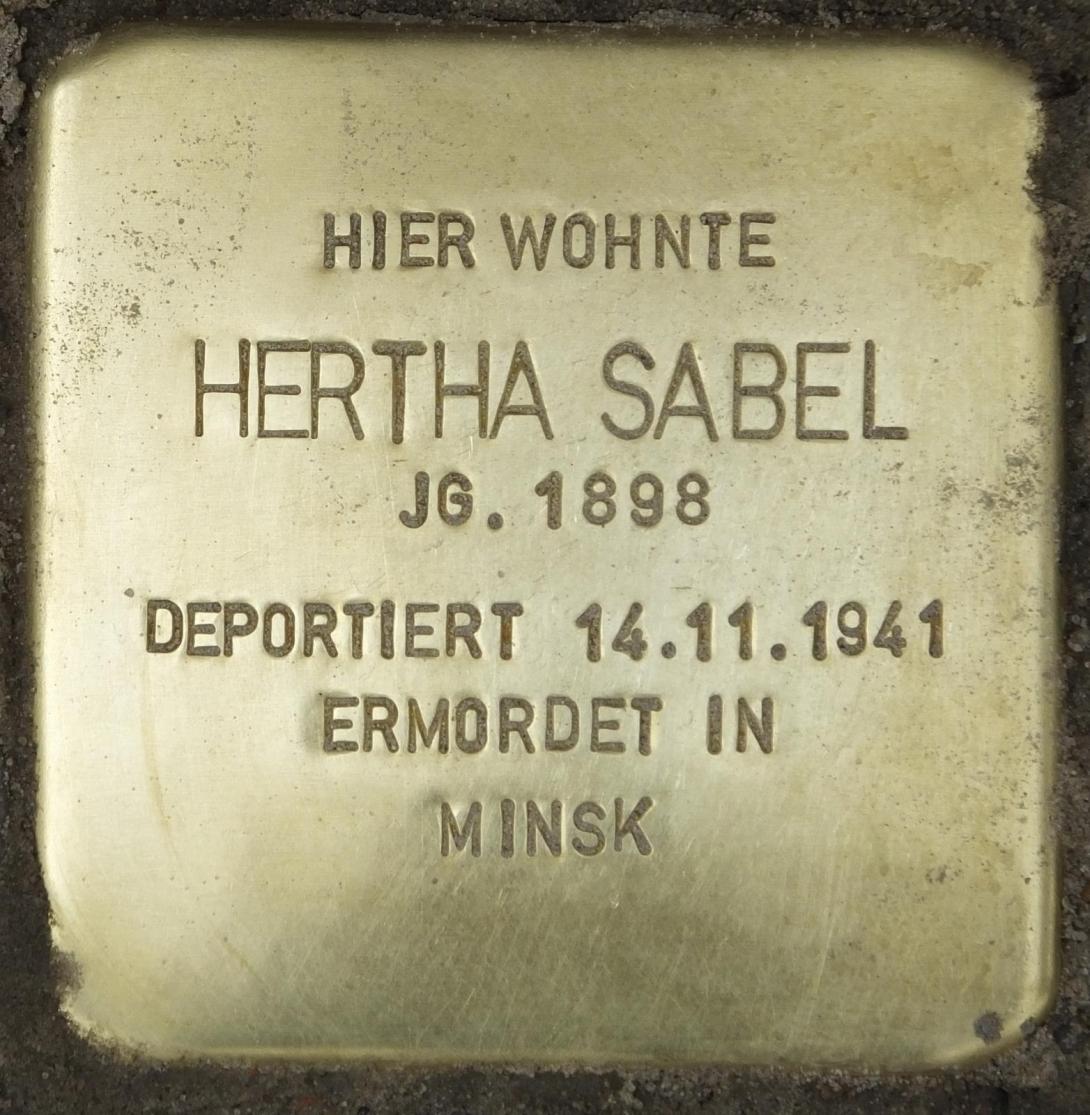 HIER WOHNTE
HERTHA SABEL
JG. 1898
DEPORTIERT 14.11.1941
ERMORDET IN
MINSK